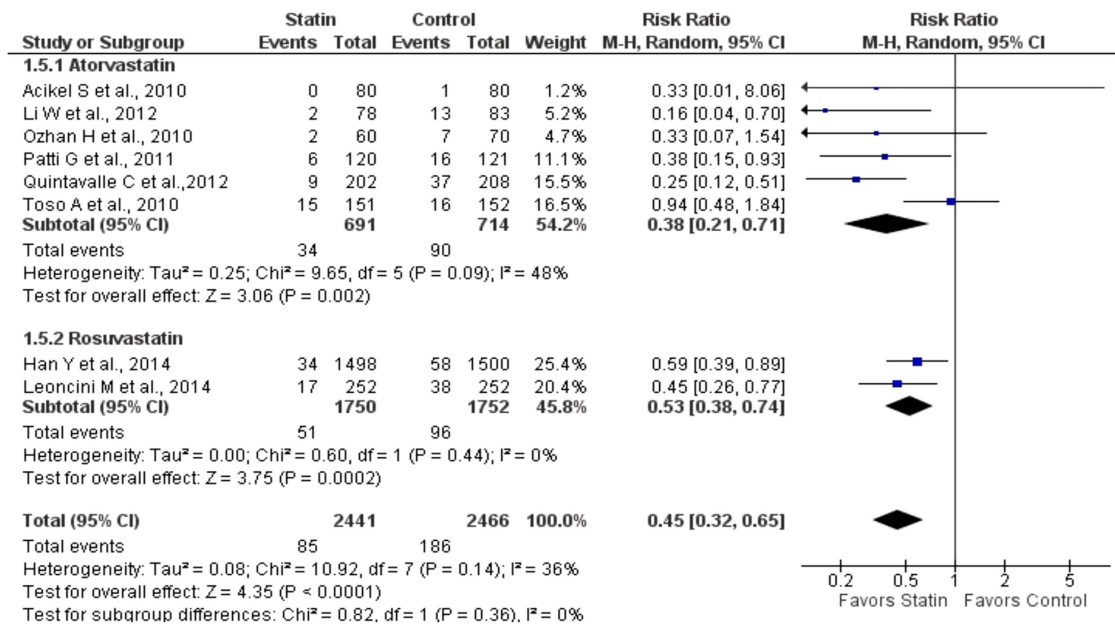 Statin Control Risk Ratio Risk Ratio
Study or Subgroup Events Total Events Total Weight M-H, Random, 95% CI M-H, Random, 95% CI
1.5.1 Atorvastatin
Acikel S et al., 2010 0 80 1 80 1.2% 0.33 [0.01, 8.06]
Li W et al., 2012 2 78 13 83 5.2% 0.16 [0.04, 0.70]
Ozhan H et al., 2010 2 60 7 70 4.7% 0.33 [0.07, 1.54]
Patti G et al., 2011 6 120 16 121 11.1% 0.38 [0.15, 0.93]
Quintavalle C et al.,2012 9 202 37 208 15.5% 0.25 [0.12, 0.51]
Toso A et al., 2010 15 151 16 152 16.5% 0.94 [0.48, 1.84]
Subtotal (95% CI) 691 714 54.2% 0.38 [0.21, 0.71]
Total events 34 90
Heterogeneity: Tau² = 0.25; Chi² = 9.65, df = 5 (P = 0.09); I² = 48%
Test for overall effect: Z = 3.06 (P = 0.002)
1.5.2 Rosuvastatin
Han Y et al., 2014 34 1498 58 1500 25.4% 0.59 [0.39, 0.89]
Leoncini M et al., 2014 17 252 38 252 20.4% 0.45 [0.26, 0.77]
Subtotal (95% CI) 1750 1752 45.8% 0.53 [0.38, 0.74]
Total events 51 96
Heterogeneity: Tau² = 0.00; Chi² = 0.60, df = 1 (P = 0.44); I² = 0%
Test for overall effect: Z = 3.75 (P = 0.0002)
Total (95% CI) 2441 2466 100.0% 0.45 [0.32, 0.65]
Total events 85 186
Heterogeneity: Tau² = 0.08; Chi² = 10.92, df = 7 (P = 0.14); I² = 36%
Test for overall effect: Z = 4.35 (P < 0.0001)
Test for subgroup differences: Chi² = 0.82, df = 1 (P = 0.36), I² = 0%
0.2 0.5 1 2 5
Favors Statin Favors Control